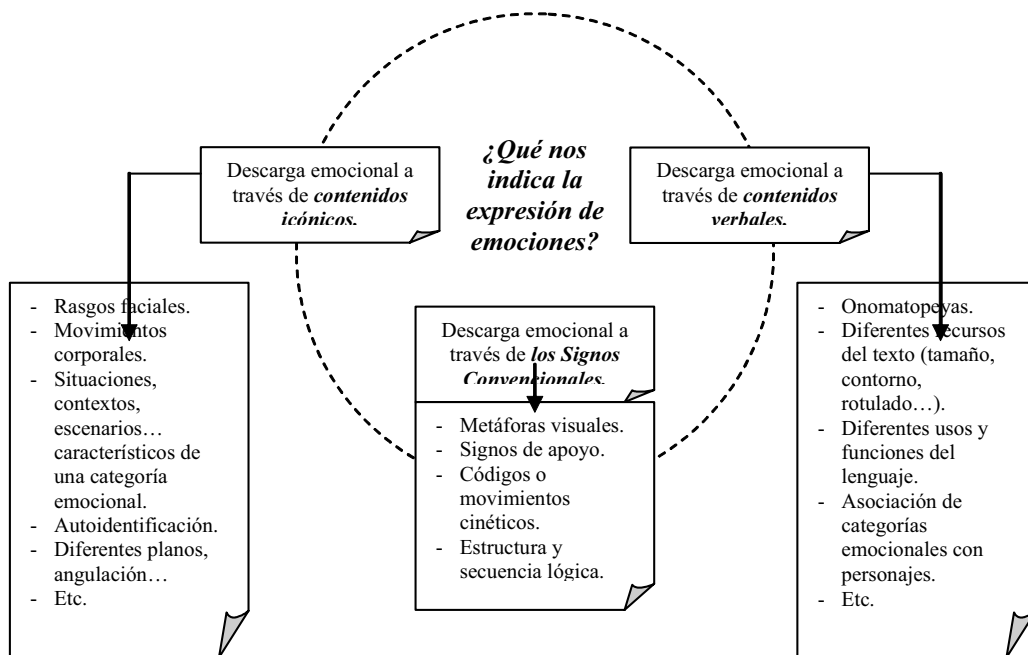 ¿Qué nos
indica la
expresión de
emociones?
Descarga emocional a
través de contenidos
icónicos.
Descarga emocional a
través de contenidos
verbales.
- Rasgos faciales.
- Movimientos
corporales.
- Situaciones,
contextos,
escenarios…
característicos de
una categoría
emocional.
- Autoidentificación.
- Diferentes planos,
angulación…
- Etc.
Descarga emocional a
través de los Signos
Convencionales.
- Metáforas visuales.
- Signos de apoyo.
- Códigos o
movimientos
cinéticos.
- Estructura y
secuencia lógica.
- Onomatopeyas.
- Diferentes recursos
del texto (tamaño,
contorno,
rotulado…).
- Diferentes usos y
funciones del
lenguaje.
- Asociación de
categorías
emocionales con
personajes.
- Etc.